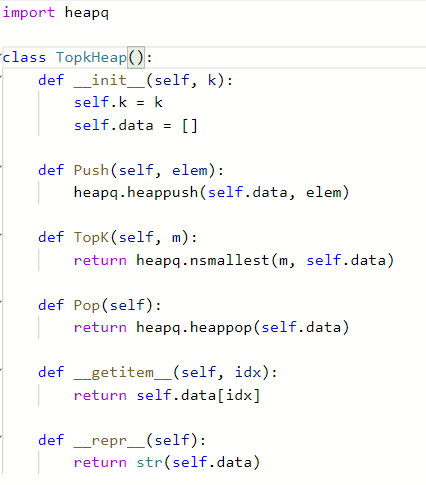 import heapq
class TopkHeap():
def __init__(self, k):
self.k = k
self.data = []
def Push(self, elem):
heapq.heappush(self.data, elem)
def TopK(self, m):
return heapq.nsmallest(m, self.data)
def Pop(self):
return heapq.heappop(self.data)
def __getitem__(self, idx):
return self.data[idx]
def __repr__(self):
return str(self.data)